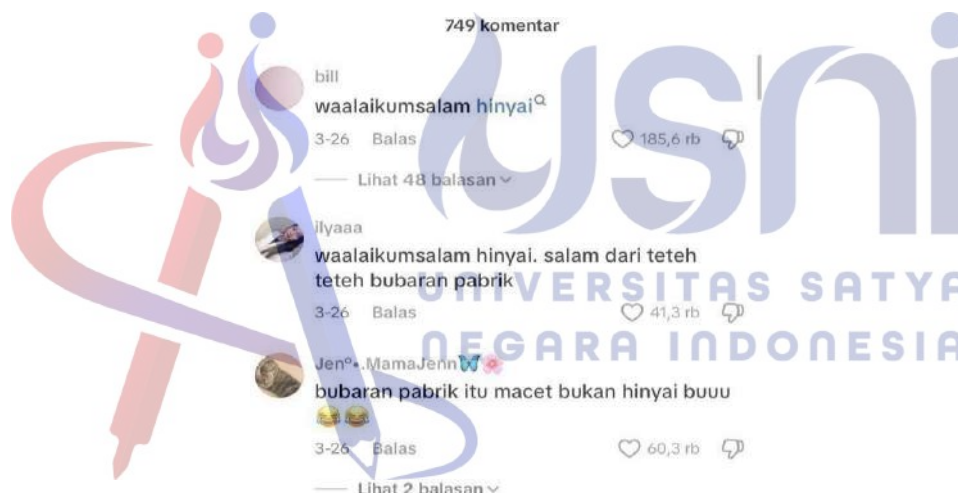 749 komentar
bill
waalaikumsalam hinyai
3-26 Balas 185,6 rb
Lihat 48 balasan
ilyaaa
waalaikumsalam hinyai. salam dari teteh
teteh bubaran pabrik
3-26 Balas 41,3 rb
Jenº•.MamaJenn🦋🌸
bubaran pabrik itu macet bukan hinyai buuu
😂😂
3-26 Balas 60,3 rb
Lihat 2 balasan
usni
UNIVERSITAS SATYA
NEGARA INDONESIA